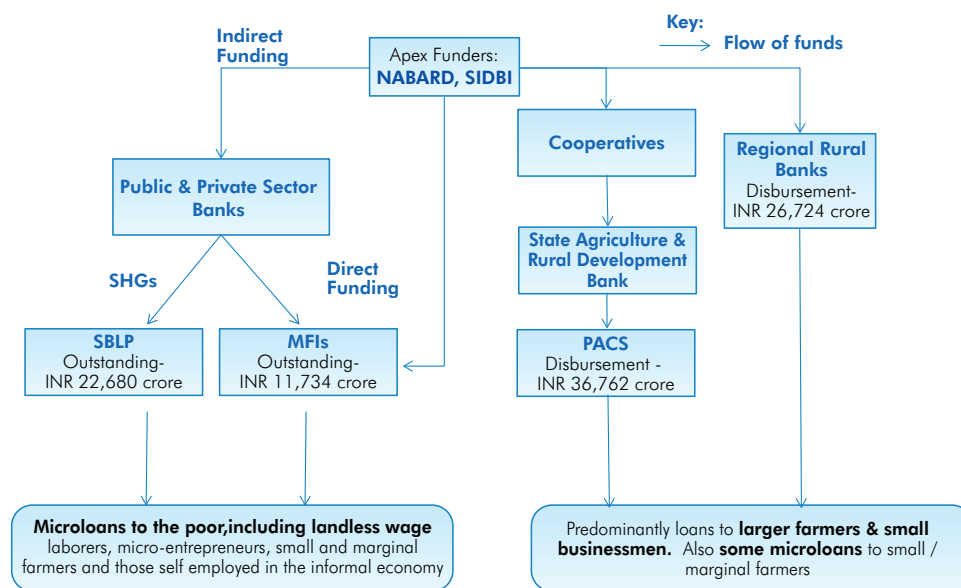 Indirect
Funding
Apex Funders:
NABARD, SIDBI
Key:
Flow of funds
Public & Private Sector
Banks
Cooperatives
Regional Rural
Banks
Disbursement-
INR 26,724 crore
State Agriculture &
Rural Development
Bank
SHGs
Direct
Funding
SBLP
Outstanding-
INR 22,680 crore
MFIs
Outstanding-
INR 11,734 crore
PACS
Disbursement -
INR 36,762 crore
Microloans to the poor,including landless wage
laborers, micro-entrepreneurs, small and marginal
farmers and those self employed in the informal economy
Predominantly loans to larger farmers & small
businessmen. Also some microloans to small /
marginal farmers